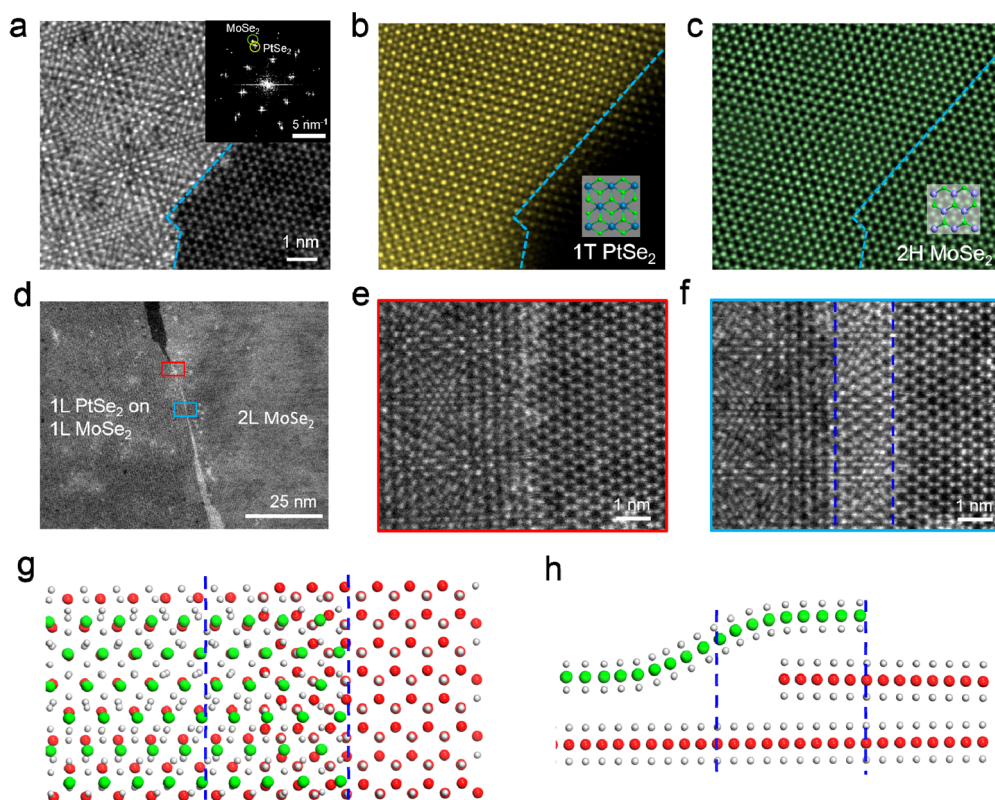 a
MoSe₂
PtSe₂
5 nm⁻¹
1 nm
b
1T PtSe₂
c
2H MoSe₂
d
1L PtSe₂ on
1L MoSe₂
2L MoSe₂
25 nm
e
1 nm
f
1 nm
g
h